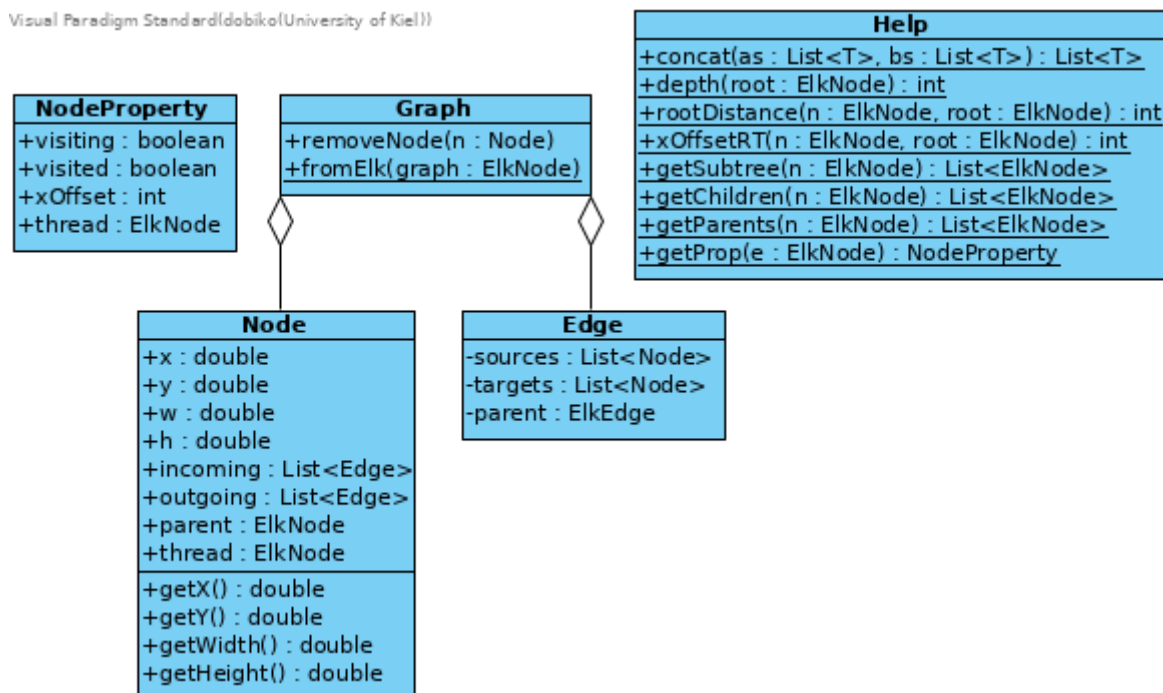 Visual Paradigm Standard(dobiko(University of Kiel))
Help
+concat(as : List<T>, bs : List<T>) : List<T>
+depth(root : ElkNode) : int
+rootDistance(n : ElkNode, root : ElkNode) : int
+xOffsetRT(n : ElkNode, root : ElkNode) : int
+getSubtree(n : ElkNode) : List<ElkNode>
+getChildren(n : ElkNode) : List<ElkNode>
+getParents(n : ElkNode) : List<ElkNode>
+getProp(e : ElkNode) : NodeProperty
NodeProperty
+visiting : boolean
+visited : boolean
+xOffset : int
+thread : ElkNode
Graph
+removeNode(n : Node)
+fromElk(graph : ElkNode)
Node
+x : double
+y : double
+w : double
+h : double
+incoming : List<Edge>
+outgoing : List<Edge>
+parent : ElkNode
+thread : ElkNode
+getX() : double
+getY() : double
+getWidth() : double
+getHeight() : double
Edge
-sources : List<Node>
-targets : List<Node>
-parent : ElkEdge